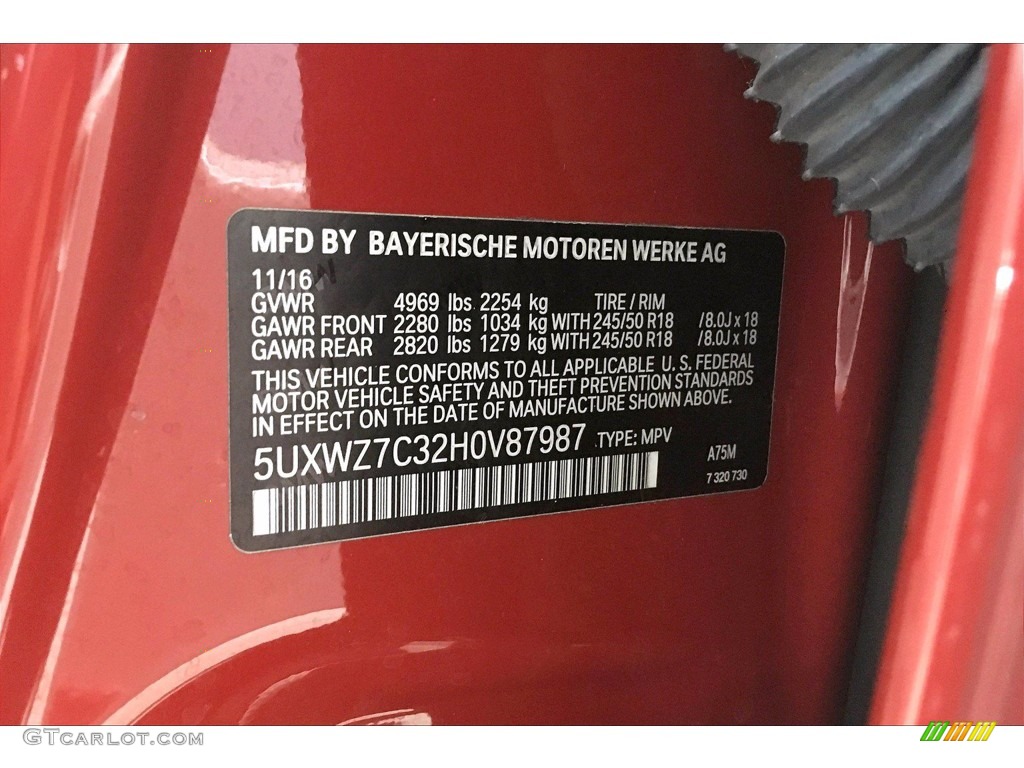 MFD BY BAYERISCHE MOTOREN WERKE AG
11/16
GVWR 4969 lbs 2254 kg TIRE / RIM
GAWR FRONT 2280 lbs 1034 kg WITH 245/50 R18 /8.0J x 18
GAWR REAR 2820 lbs 1279 kg WITH 245/50 R18 /8.0J x 18
THIS VEHICLE CONFORMS TO ALL APPLICABLE U.S. FEDERAL
MOTOR VEHICLE SAFETY AND THEFT PREVENTION STANDARDS
IN EFFECT ON THE DATE OF MANUFACTURE SHOWN ABOVE.
5UXWZ7C32H0V87987 TYPE: MPV
A75M
7 320 730
GTCARLOT.COM